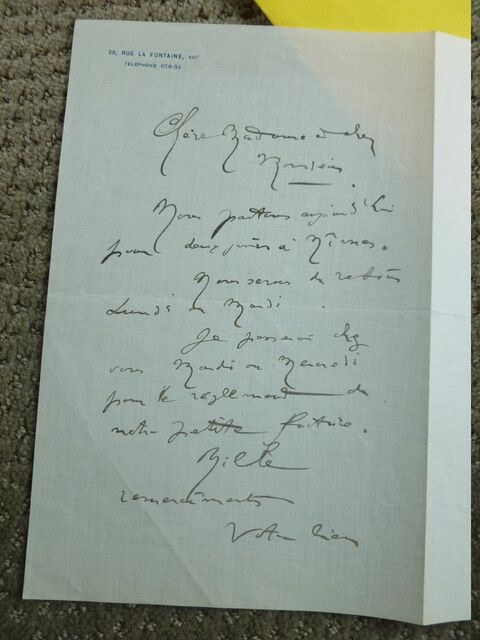 29, RUE LA FONTAINE, XVIᵉ
TÉLÉPHONE 078-51
Chère Madame et cher
Monsieur.
Nous partons aujourd'hui
pour deux jours à Nîmes.
Nous serons de retour
Lundi ou Mardi.
Je passerai chez
vous Mardi ou Mercredi
pour le règlement de
notre petite facture.
Mille
remerciements
Votre bien